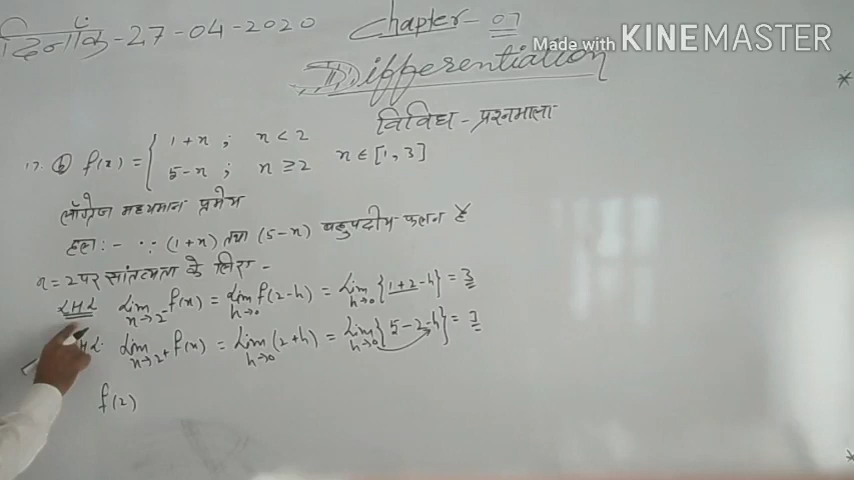 दिनाँक-27-04-2020
Chapter-07
Made with KINEMASTER
Differentiation
विविध-प्रश्नमाला
17. (b) f(x) = { 1+x ; x < 2
5-x ; x ≥ 2 x ∈ [1, 3]
लॉग्रेंज मध्यमान प्रमेय
हल :- ∵ (1+x) तथा (5-x) बहुपदीय फलन है
x=2 पर सांतत्यता के लिए -
LHL Lim x→2⁻ f(x) = Lim h→0 f(2-h) = Lim h→0 {1+2-h} = 3
HL. Lim x→2⁺ f(x) = Lim h→0 (2+h) = Lim h→0 {5-2-h} = 3
f(2)